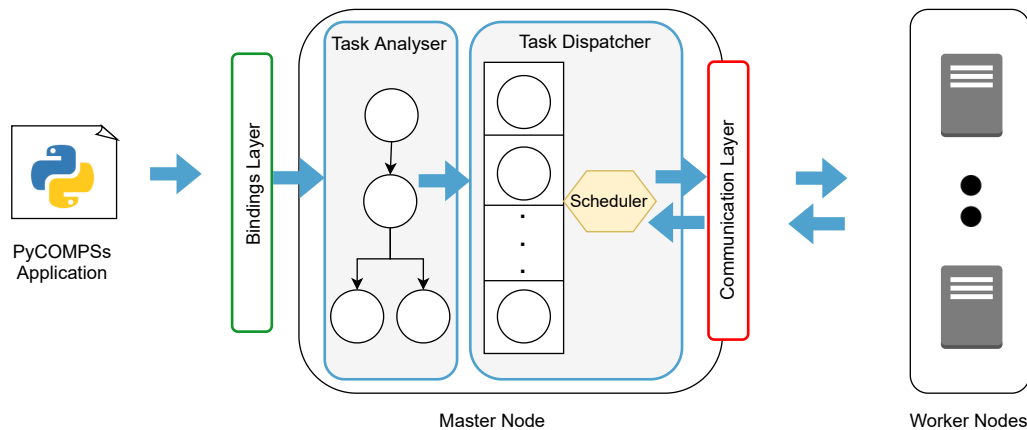 Task Analyser
Task Dispatcher
Bindings Layer
Scheduler
Communication Layer
PyCOMPSs
Application
Master Node
Worker Nodes